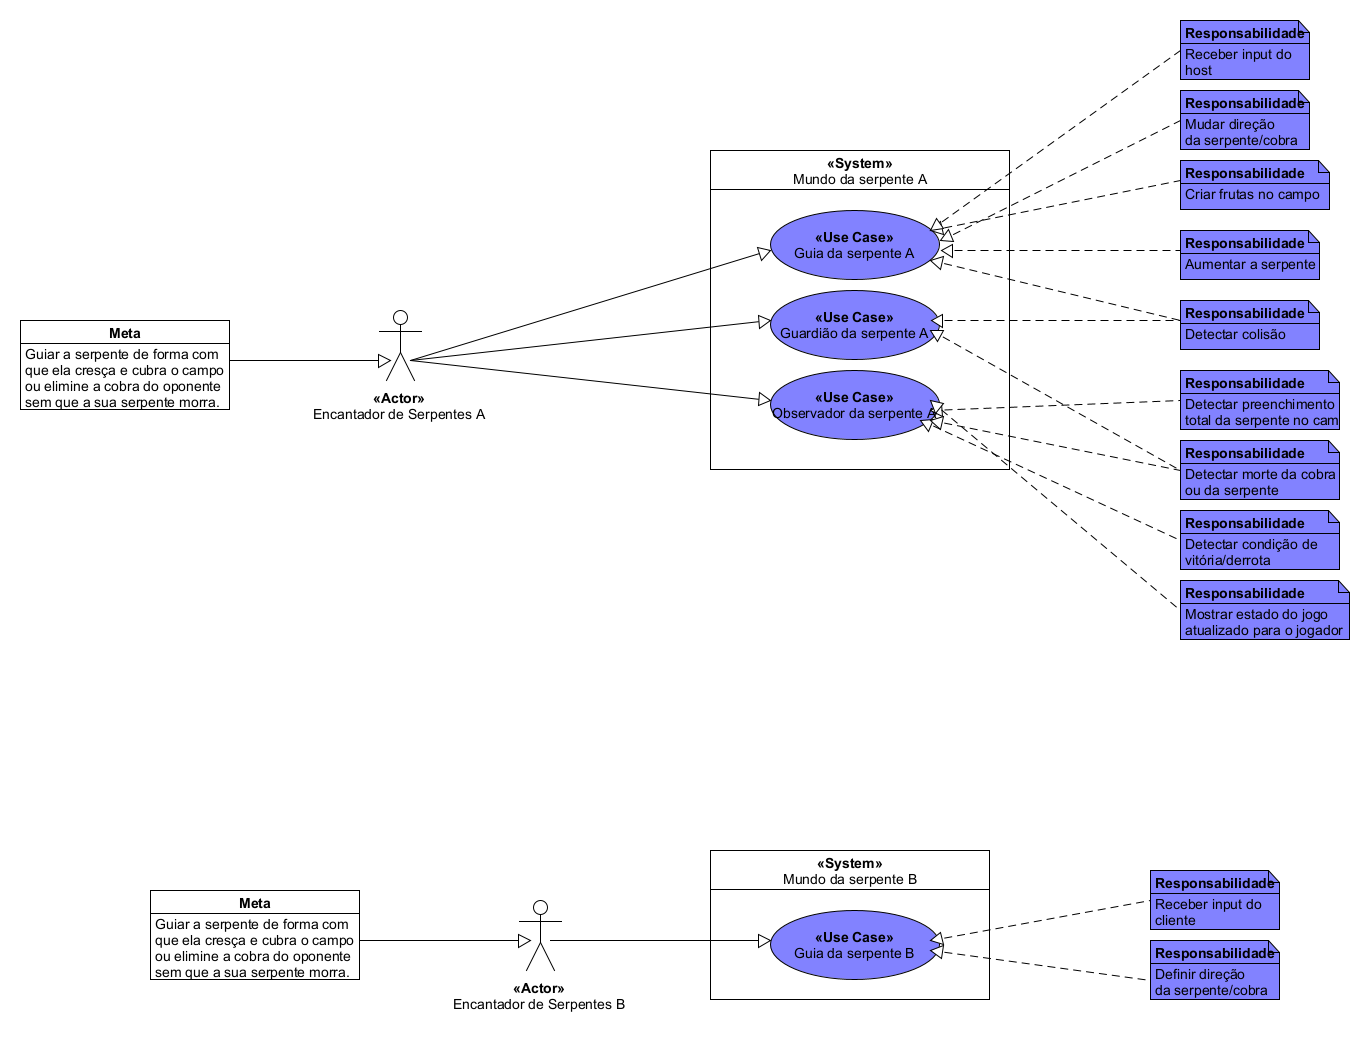 Responsabilidade
Receber input do
host
Responsabilidade
Mudar direção
da serpente/cobra
Responsabilidade
Criar frutas no campo
Responsabilidade
Aumentar a serpente
Responsabilidade
Detectar colisão
Responsabilidade
Detectar preenchimento
total da serpente no cam
Responsabilidade
Detectar morte da cobra
ou da serpente
Responsabilidade
Detectar condição de
vitória/derrota
Responsabilidade
Mostrar estado do jogo
atualizado para o jogador
«System»
Mundo da serpente A
«Use Case»
Guia da serpente A
«Use Case»
Guardião da serpente A
«Use Case»
Observador da serpente A
Meta
Guiar a serpente de forma com
que ela cresça e cubra o campo
ou elimine a cobra do oponente
sem que a sua serpente morra.
«Actor»
Encantador de Serpentes A
«System»
Mundo da serpente B
«Use Case»
Guia da serpente B
Meta
Guiar a serpente de forma com
que ela cresça e cubra o campo
ou elimine a cobra do oponente
sem que a sua serpente morra.
«Actor»
Encantador de Serpentes B
Responsabilidade
Receber input do
cliente
Responsabilidade
Definir direção
da serpente/cobra